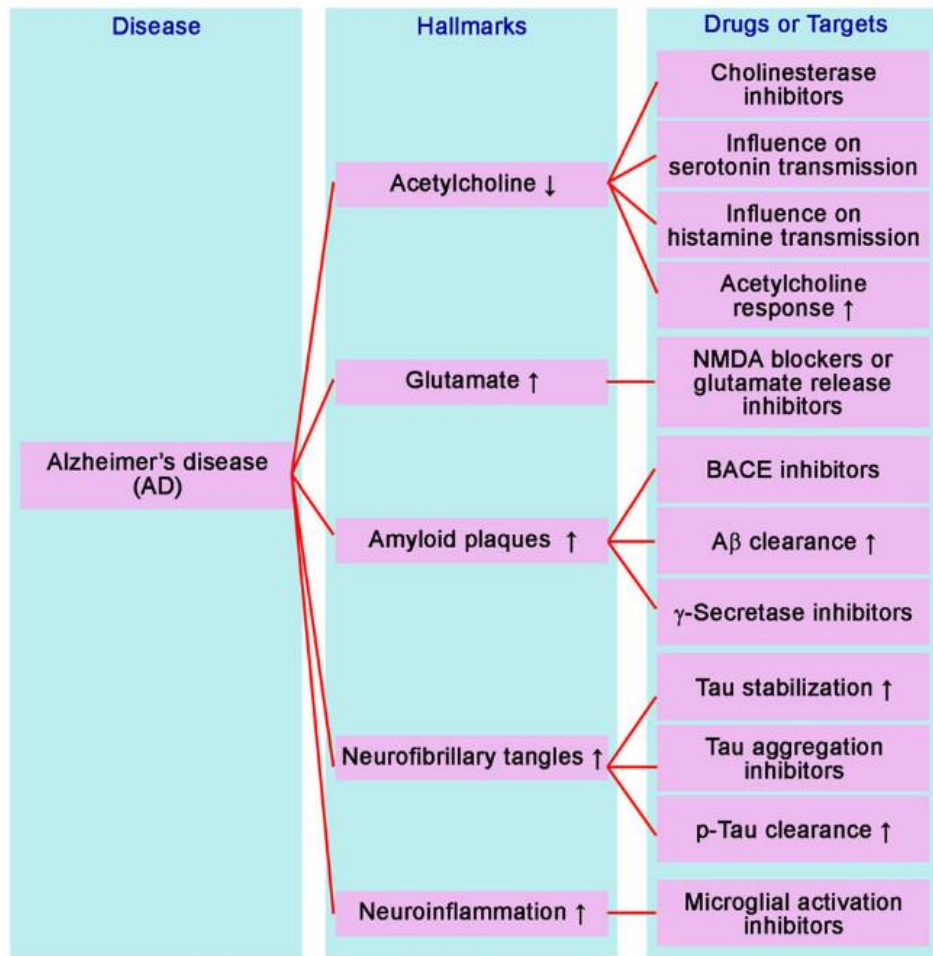 Disease
Hallmarks
Drugs or Targets
Alzheimer's disease
(AD)
Acetylcholine ↓
Glutamate ↑
Amyloid plaques ↑
Neurofibrillary tangles ↑
Neuroinflammation ↑
Cholinesterase
inhibitors
Influence on
serotonin transmission
Influence on
histamine transmission
Acetylcholine
response ↑
NMDA blockers or
glutamate release
inhibitors
BACE inhibitors
Aβ clearance ↑
γ-Secretase inhibitors
Tau stabilization ↑
Tau aggregation
inhibitors
p-Tau clearance ↑
Microglial activation
inhibitors